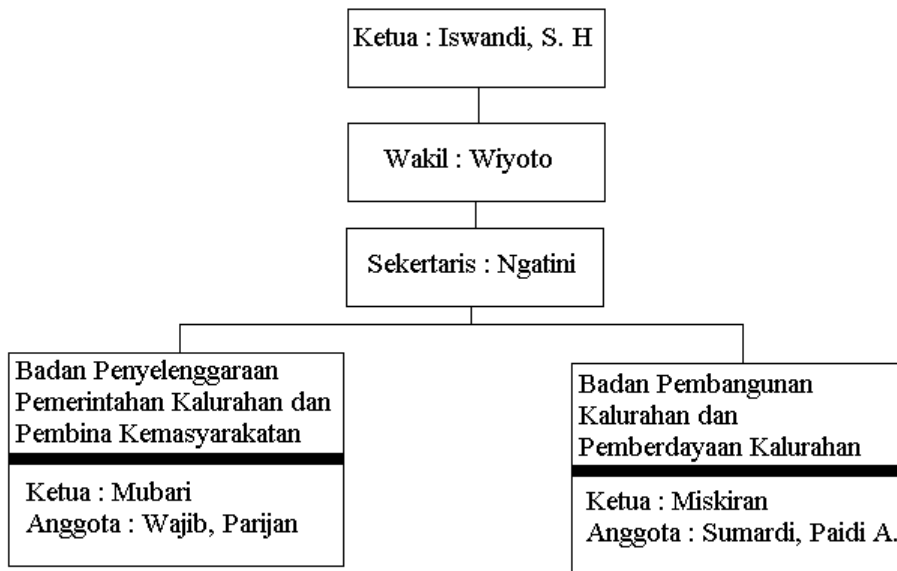 Ketua : Iswandi, S. H
Wakil : Wiyoto
Sekertaris : Ngatini
Badan Penyelenggaraan
Pemerintahan Kalurahan dan
Pembina Kemasyarakatan
Ketua : Mubari
Anggota : Wajib, Parijan
Badan Pembangunan
Kalurahan dan
Pemberdayaan Kalurahan
Ketua : Miskiran
Anggota : Sumardi, Paidi A.